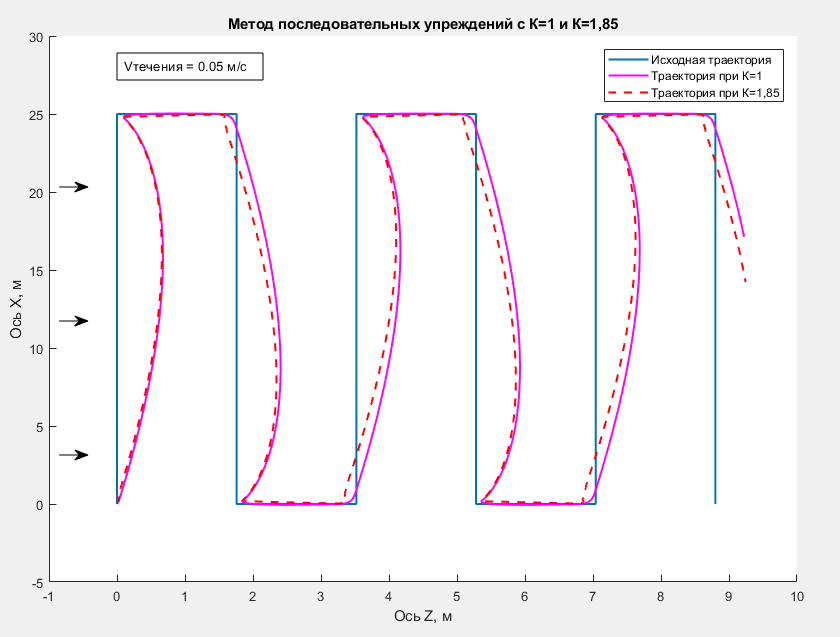 Метод последовательных упреждений с К=1 и К=1,85
Vтечения = 0.05 м/с
Исходная траектория
Траектория при К=1
Траектория при К=1,85
Ось X, м
30
25
20
15
10
5
0
-5
-1
0
1
2
3
4
5
6
7
8
9
10
Ось Z, м